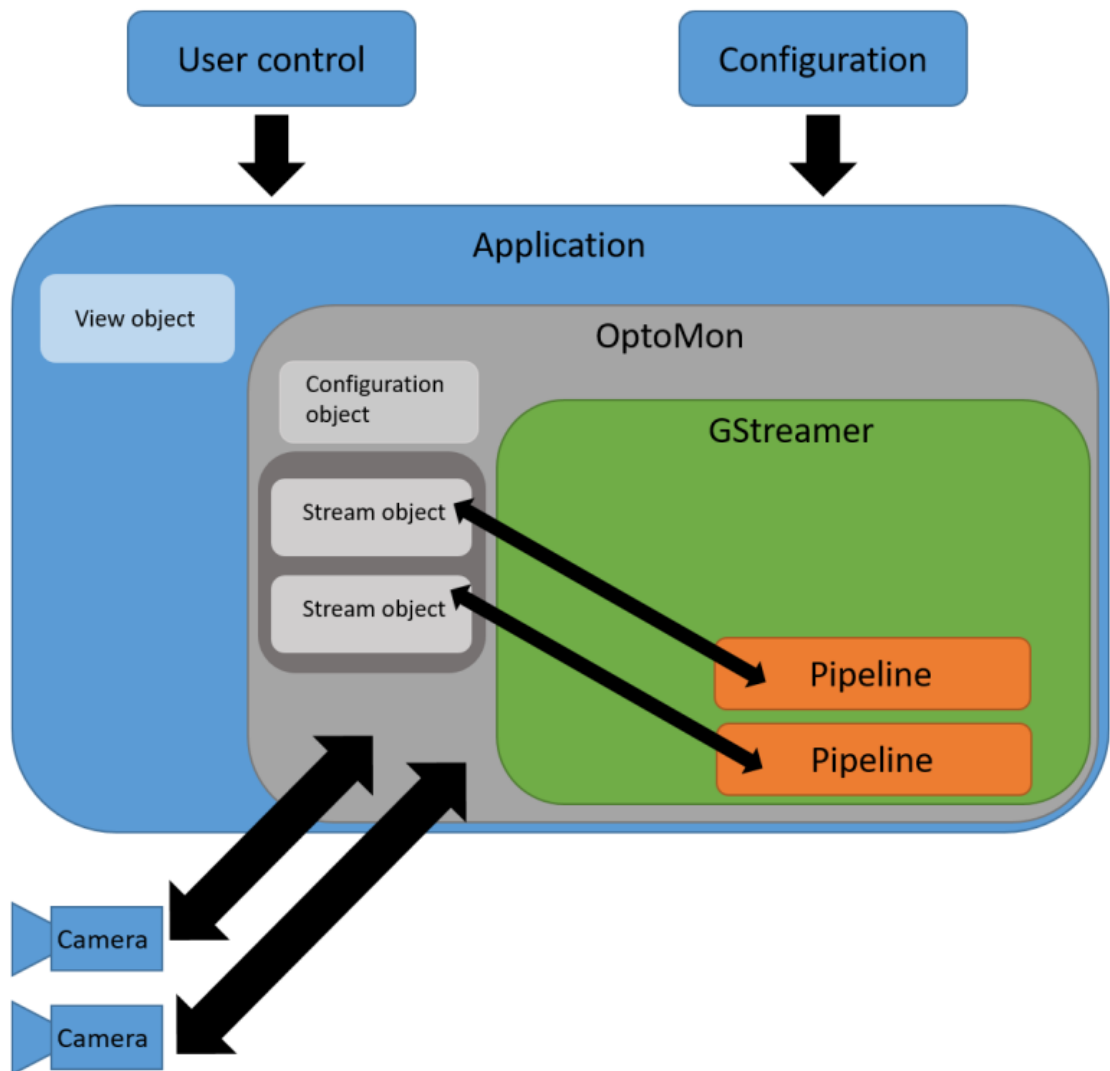 User control
Configuration
Application
View object
OptoMon
Configuration
object
GStreamer
Stream object
Stream object
Pipeline
Pipeline
Camera
Camera